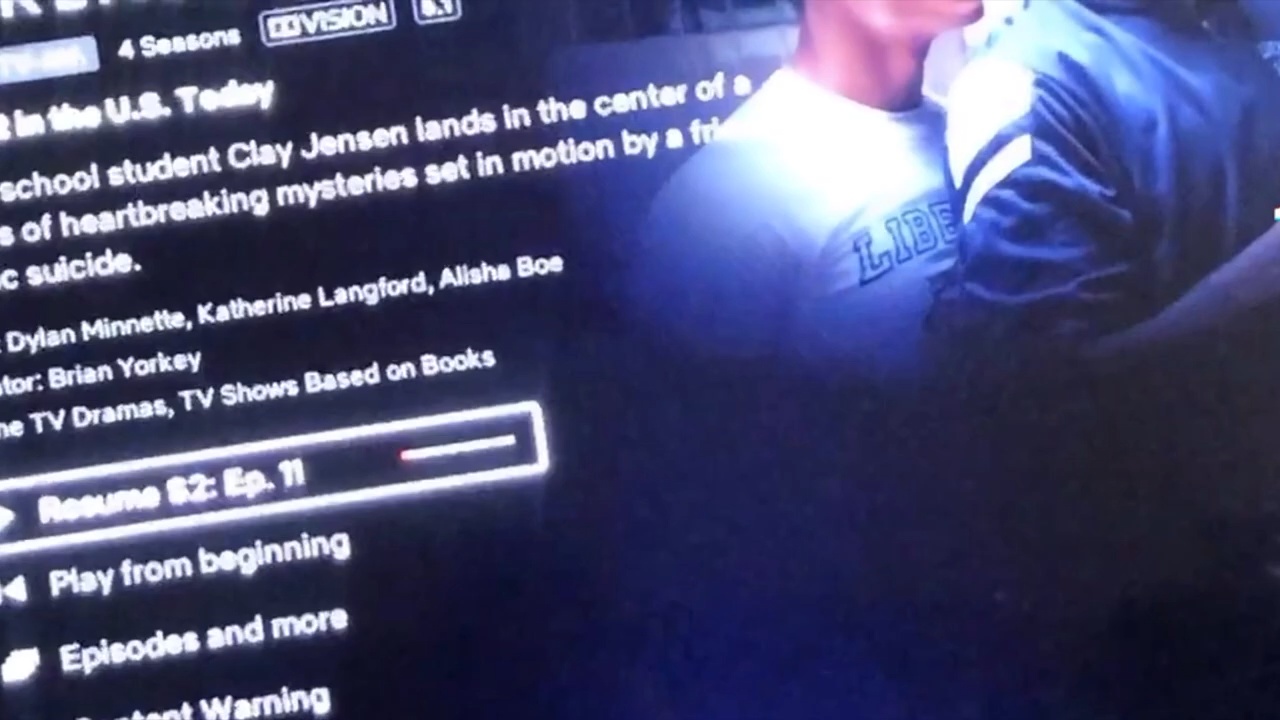 4 Seasons VISION 5.1
in the U.S. Today
school student Clay Jensen lands in the center of a
of heartbreaking mysteries set in motion by a
suicide.
Dylan Minnette, Katherine Langford, Alisha Boe
Brian Yorkey
TV Dramas, TV Shows Based on Books
LIBE
Resume S2: Ep. 11
Play from beginning
Episodes and more
Warning